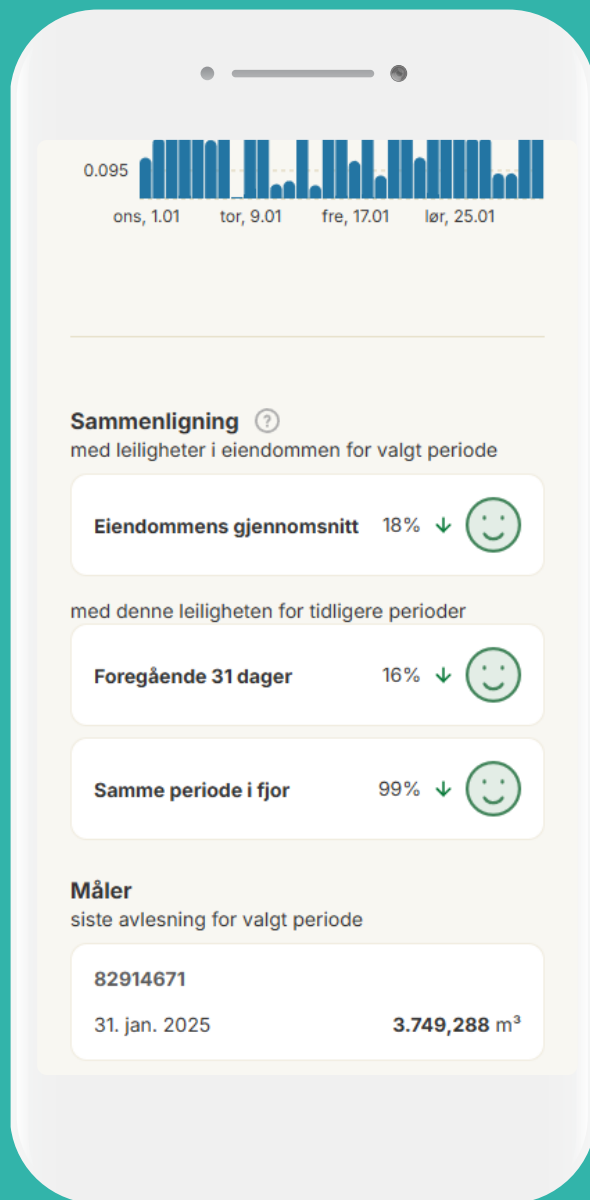 0.095
ons, 1.01 tor, 9.01 fre, 17.01 lør, 25.01
Sammenligning ?
med leiligheter i eiendommen for valgt periode
Eiendommens gjennomsnitt 18% ↓
med denne leiligheten for tidligere perioder
Foregående 31 dager 16% ↓
Samme periode i fjor 99% ↓
Måler
siste avlesning for valgt periode
82914671
31. jan. 2025 3.749,288 m³